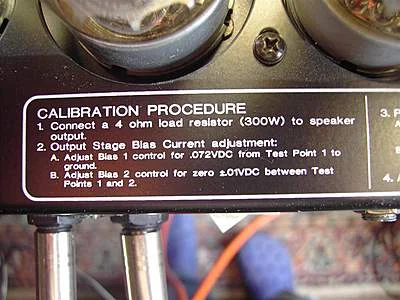 CALIBRATION PROCEDURE
1. Connect a 4 ohm load resistor (300W) to speaker
output.
2. Output Stage Bias Current adjustment:
A. Adjust Bias 1 control for .072VDC from Test Point 1 to
ground.
B. Adjust Bias 2 control for zero ±.01VDC between Test
Points 1 and 2.
3. P
A
B
4. A